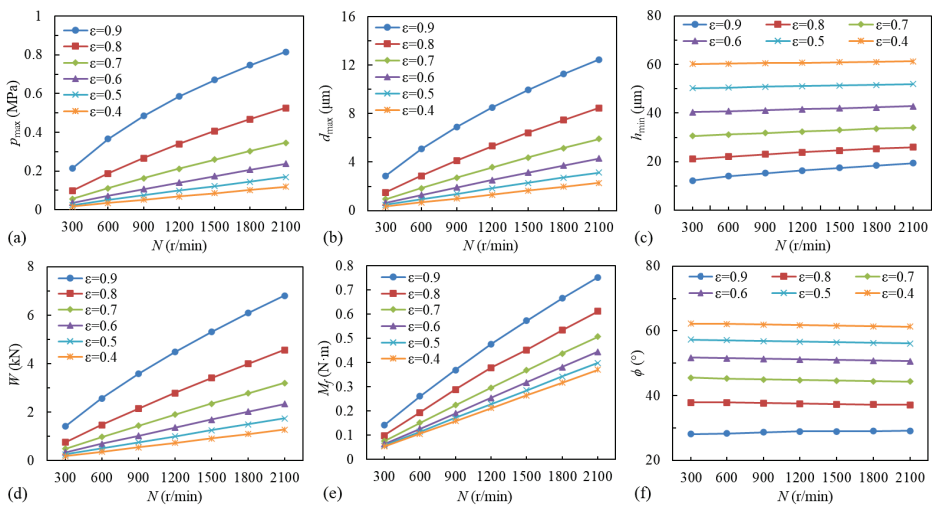 1
0.8
0.6
0.4
0.2
0
p_max (MPa)
ε=0.9
ε=0.8
ε=0.7
ε=0.6
ε=0.5
ε=0.4
300 600 900 1200 1500 1800 2100
(a) N (r/min)
16
12
8
4
0
d_max (μm)
ε=0.9
ε=0.8
ε=0.7
ε=0.6
ε=0.5
ε=0.4
300 600 900 1200 1500 1800 2100
(b) N (r/min)
80
60
40
20
0
h_min (μm)
ε=0.9 ε=0.8 ε=0.7
ε=0.6 ε=0.5 ε=0.4
300 600 900 1200 1500 1800 2100
(c) N (r/min)
8
6
4
2
0
W (kN)
ε=0.9
ε=0.8
ε=0.7
ε=0.6
ε=0.5
ε=0.4
300 600 900 1200 1500 1800 2100
(d) N (r/min)
0.8
0.7
0.6
0.5
0.4
0.3
0.2
0.1
0
M_f (N·m)
ε=0.9
ε=0.8
ε=0.7
ε=0.6
ε=0.5
ε=0.4
300 600 900 1200 1500 1800 2100
(e) N (r/min)
80
60
40
20
ϕ (°)
ε=0.9 ε=0.8 ε=0.7
ε=0.6 ε=0.5 ε=0.4
300 600 900 1200 1500 1800 2100
(f) N (r/min)